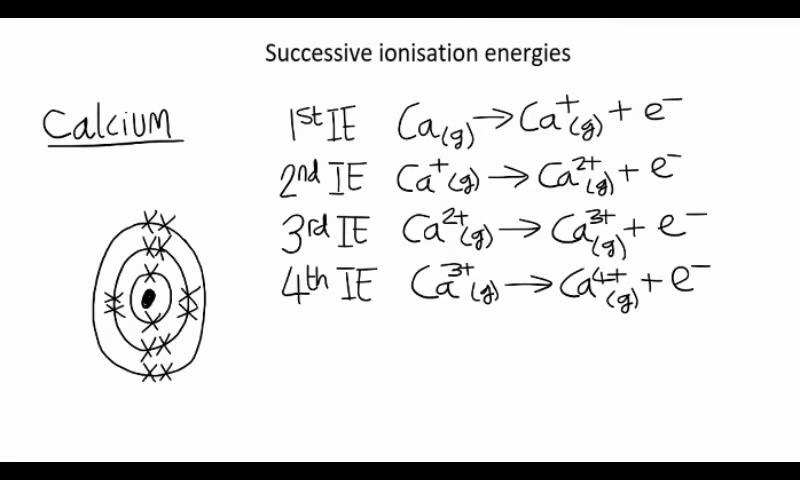 Successive ionisation energies
Calcium
1st IE Ca(g) → Ca⁺(g) + e⁻
2nd IE Ca⁺(g) → Ca²⁺(g) + e⁻
3rd IE Ca²⁺(g) → Ca³⁺(g) + e⁻
4th IE Ca³⁺(g) → Ca⁴⁺(g) + e⁻